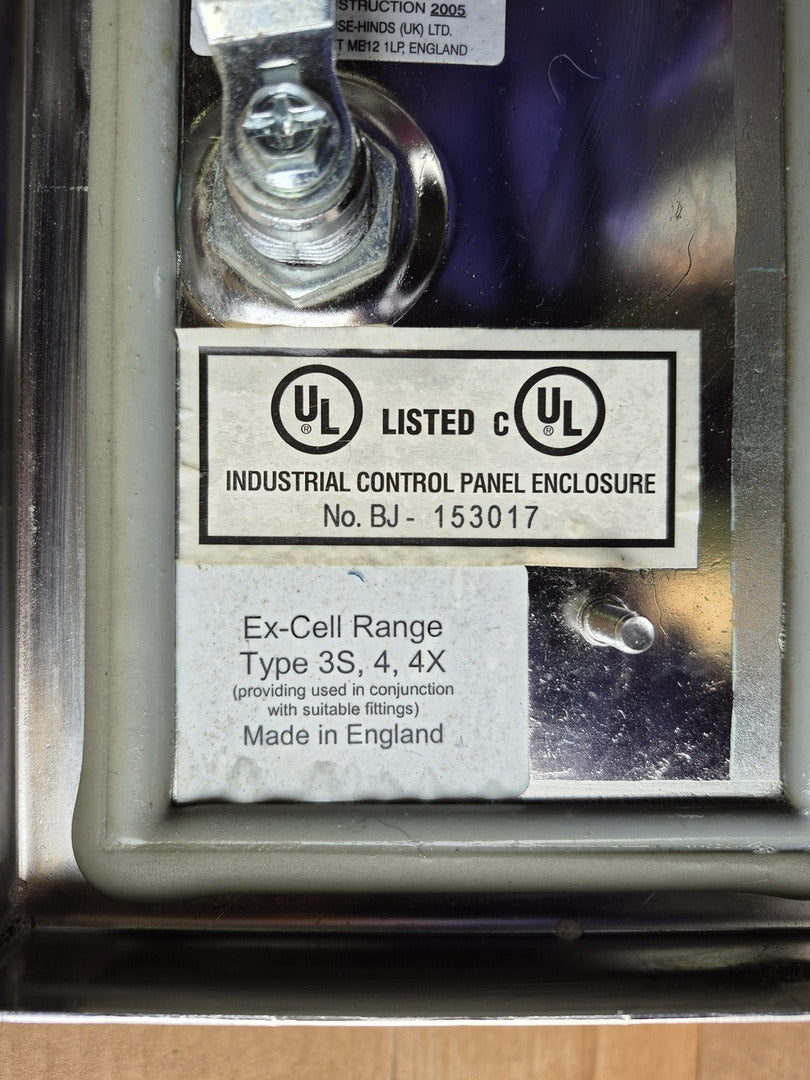 STRUCTION 2005
SE-HINDS (UK) LTD.
T ME12 1LP, ENGLAND
UL ® LISTED C UL ®
INDUSTRIAL CONTROL PANEL ENCLOSURE
No. BJ - 153017
Ex-Cell Range
Type 3S, 4, 4X
(providing used in conjunction
with suitable fittings)
Made in England